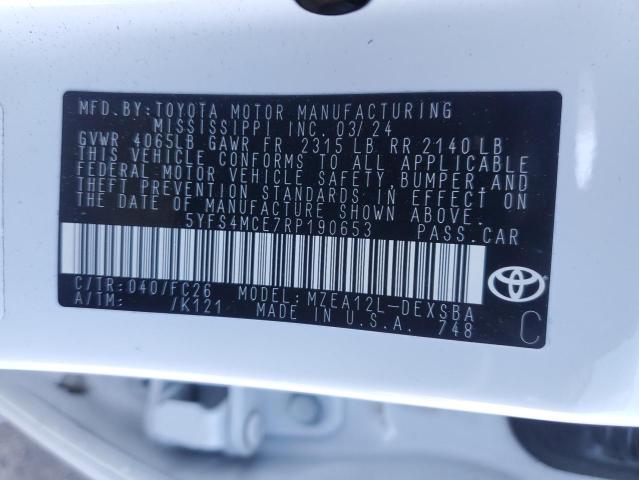 MFD.BY:TOYOTA MOTOR MANUFACTURING
MISSISSIPPI INC. 03/24
GVWR 4065LB GAWR FR 2315 LB RR 2140 LB
THIS VEHICLE CONFORMS TO ALL APPLICABLE
FEDERAL MOTOR VEHICLE SAFETY, BUMPER,AND
THEFT PREVENTION STANDARDS IN EFFECT ON
THE DATE OF MANUFACTURE SHOWN ABOVE.
5YFS4MCE7RP190653 PASS.CAR
C/TR:040/FC26 MODEL: MZEA12L-DEXSBA
A/TM: /K121 MADE IN U.S.A. 748
C